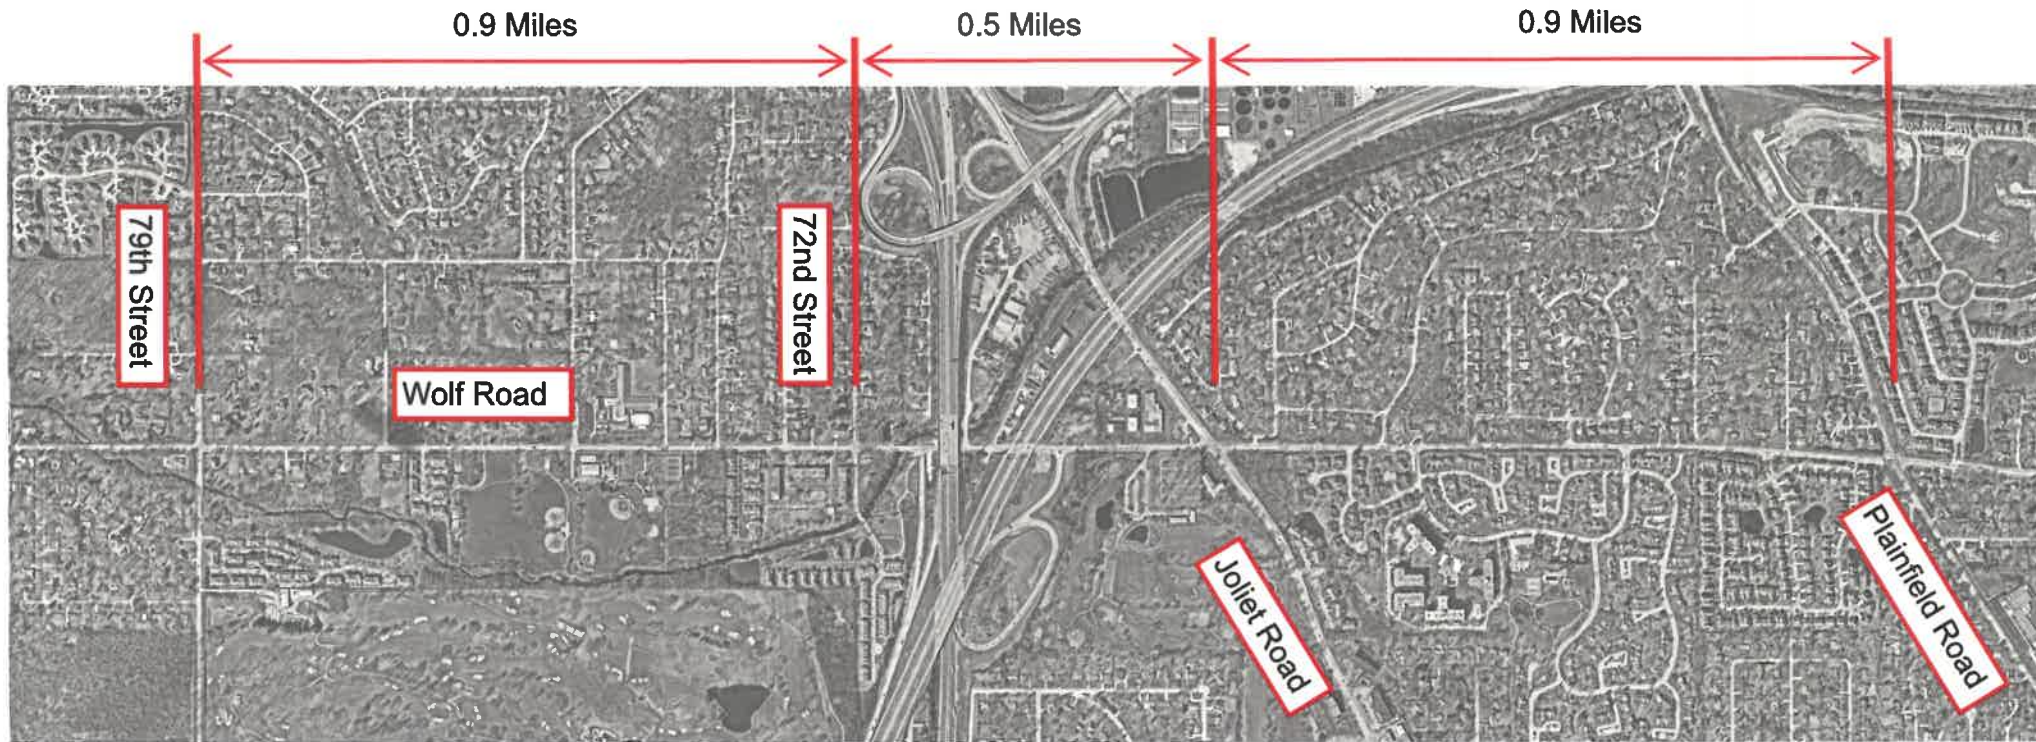 0.9 Miles
0.5 Miles
0.9 Miles
79th Street
72nd Street
Wolf Road
Joliet Road
Plainfield Road